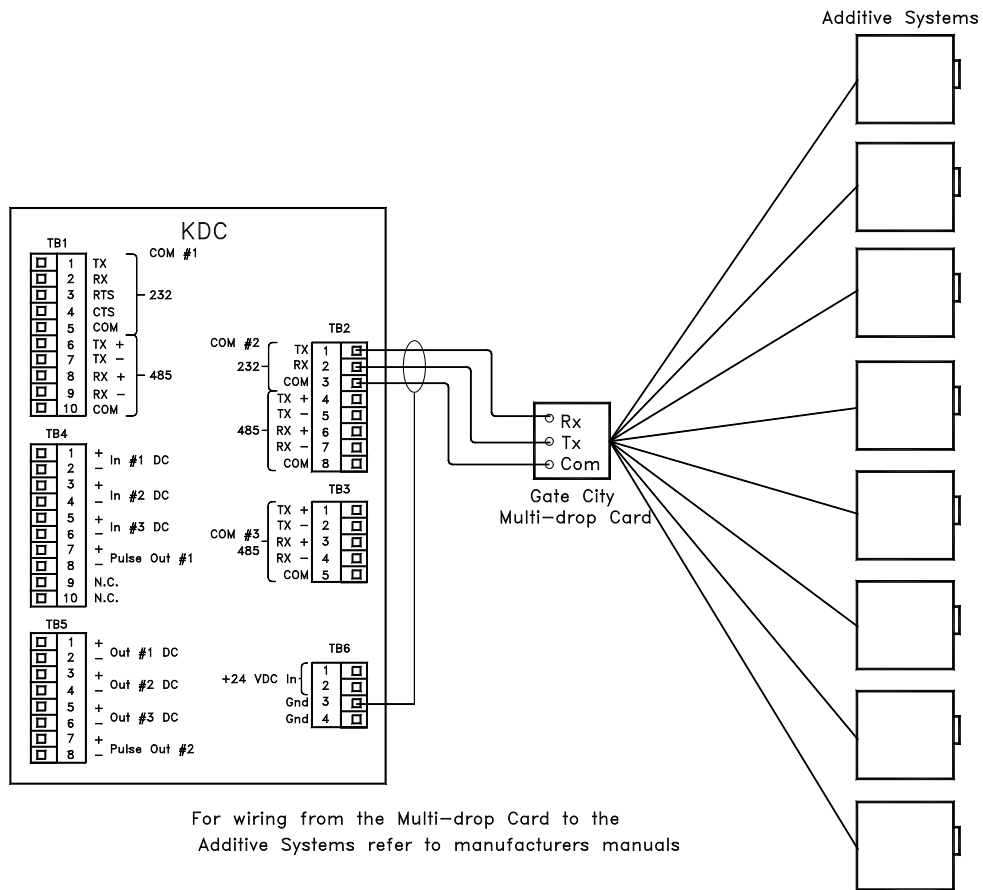 Additive Systems
KDC
TB1
COM #1
1 TX
2 RX
3 RTS
232
4 CTS
5 COM
6 TX +
7 TX −
8 RX +
485
9 RX −
10 COM
TB4
1 +
In #1 DC
2 −
3 +
In #2 DC
4 −
5 +
In #3 DC
6 −
7 +
Pulse Out #1
8 −
9 N.C.
10 N.C.
TB5
1 +
Out #1 DC
2 −
3 +
Out #2 DC
4 −
5 +
Out #3 DC
6 −
7 +
Pulse Out #2
8 −
TB2
COM #2
TX 1
232
RX 2
COM 3
TX + 4
TX − 5
485
RX + 6
RX − 7
COM 8
TB3
TX + 1
TX − 2
COM #3
485
RX + 3
RX − 4
COM 5
TB6
+24 VDC In
1
2
Gnd 3
Gnd 4
Rx
Tx
Com
Gate City
Multi-drop Card
For wiring from the Multi-drop Card to the
Additive Systems refer to manufacturers manuals